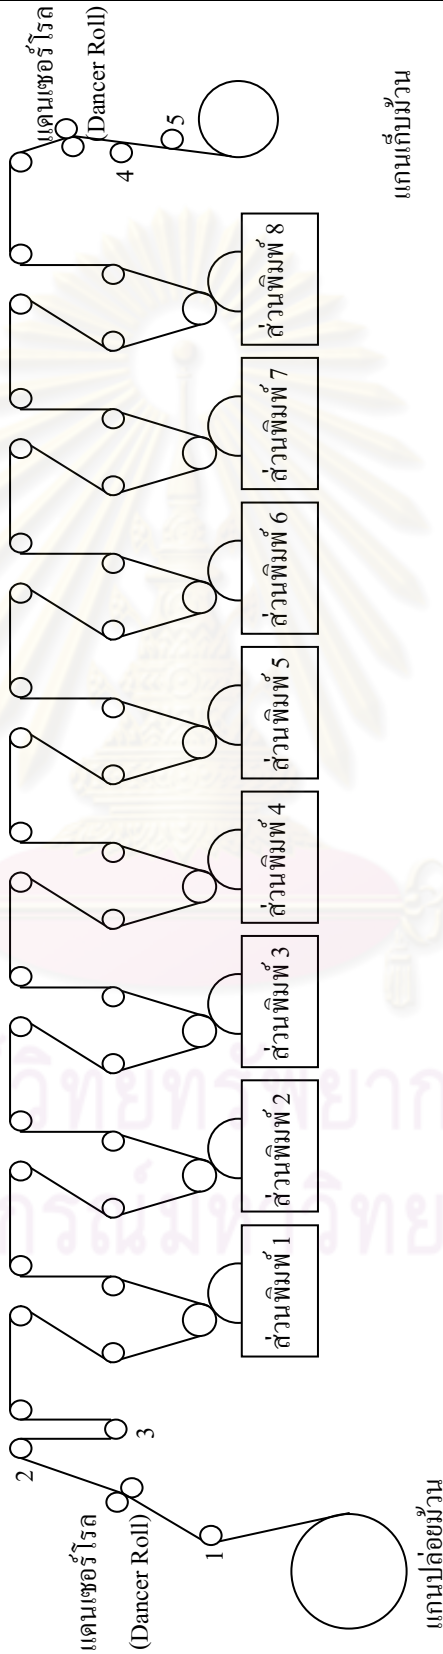 แดนเซอร์โรล
(Dancer Roll)
1
2
3
แกนปล่อยม้วน
ส่วนพิมพ์ 1
ส่วนพิมพ์ 2
ส่วนพิมพ์ 3
ส่วนพิมพ์ 4
ส่วนพิมพ์ 5
ส่วนพิมพ์ 6
ส่วนพิมพ์ 7
ส่วนพิมพ์ 8
แดนเซอร์โรล
(Dancer Roll)
4
5
แกนเก็บม้วน